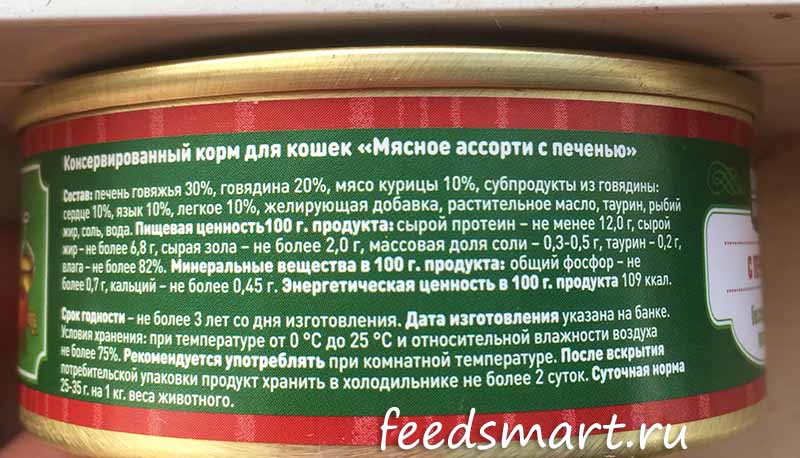 Консервированный корм для кошек «Мясное ассорти с печенью»
Состав: печень говяжья 30%, говядина 20%, мясо курицы 10%, субпродукты из говядины:
сердце 10%, язык 10%, легкое 10%, желирующая добавка, растительное масло, таурин, рыбий
жир, соль, вода. Пищевая ценность100 г. продукта: сырой протеин – не менее 12,0 г, сырой
жир – не более 6,8 г, сырая зола – не более 2,0 г, массовая доля соли – 0,3-0,5 г, таурин – 0,2 г,
влага – не более 82%. Минеральные вещества в 100 г. продукта: общий фосфор – не
более 0,7 г, кальций – не более 0,45 г. Энергетическая ценность в 100 г. продукта 109 ккал.
Срок годности – не более 3 лет со дня изготовления. Дата изготовления указана на банке.
Условия хранения: при температуре от 0 °C до 25 °C и относительной влажности воздуха
не более 75%. Рекомендуется употреблять при комнатной температуре. После вскрытия
потребительской упаковки продукт хранить в холодильнике не более 2 суток. Суточная норма
25-35 г. на 1 кг. веса животного.
feedsmart.ru